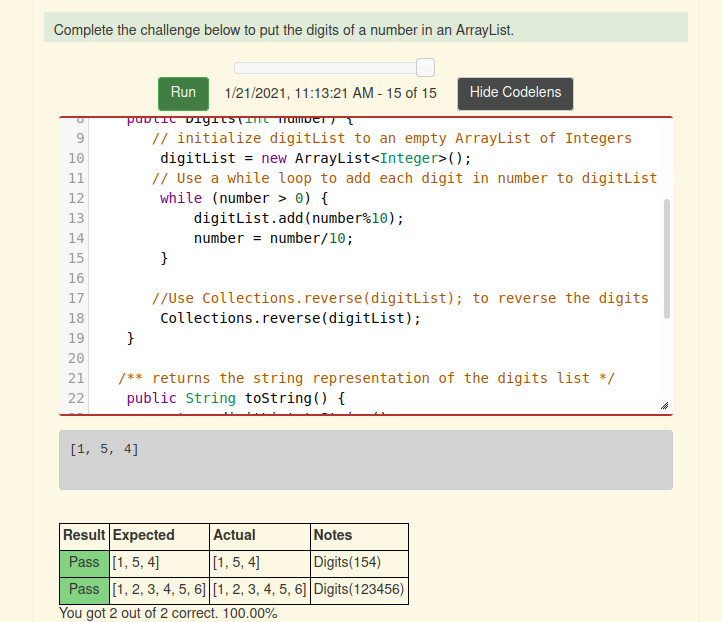 Complete the challenge below to put the digits of a number in an ArrayList.
Run 1/21/2021, 11:13:21 AM - 15 of 15 Hide Codelens
8 public Digits(int number) {
9 // initialize digitList to an empty ArrayList of Integers
10 digitList = new ArrayList<Integer>();
11 // Use a while loop to add each digit in number to digitList
12 while (number > 0) {
13 digitList.add(number%10);
14 number = number/10;
15 }
16
17 //Use Collections.reverse(digitList); to reverse the digits
18 Collections.reverse(digitList);
19 }
20
21 /** returns the string representation of the digits list */
22 public String toString() {
[1, 5, 4]
Result Expected Actual Notes
Pass [1, 5, 4] [1, 5, 4] Digits(154)
Pass [1, 2, 3, 4, 5, 6] [1, 2, 3, 4, 5, 6] Digits(123456)
You got 2 out of 2 correct. 100.00%